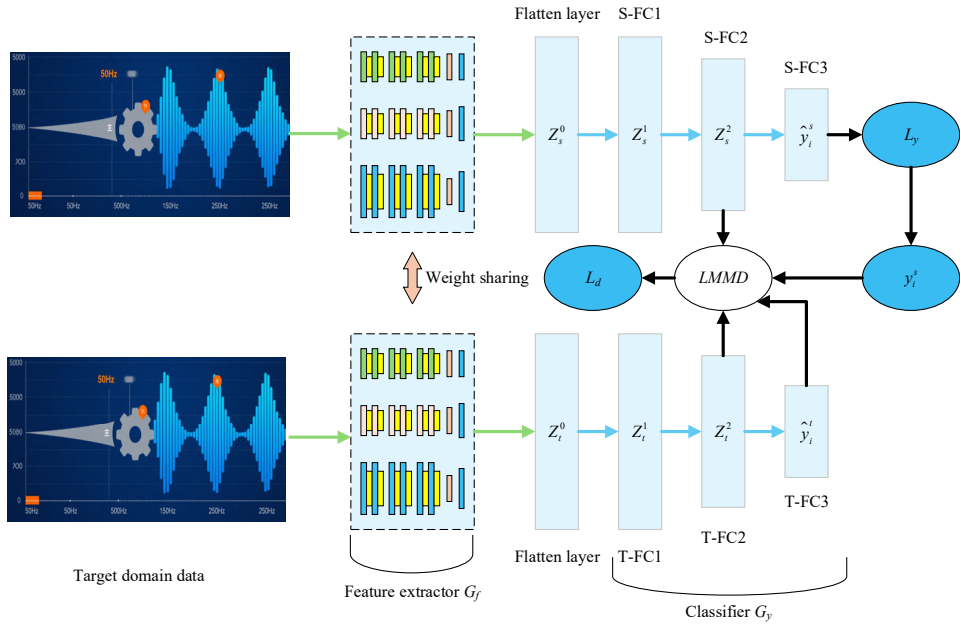 Flatten layer
S-FC1
S-FC2
S-FC3
5000
50Hz
5000
5080
700
0
50Hz
50Hz
500Hz
150Hz
250Hz
250Hz
Z_s^0
Z_s^1
Z_s^2
ŷ_i^s
L_y
Weight sharing
L_d
LMMD
y_i^s
5000
50Hz
5000
5080
700
0
50Hz
50Hz
500Hz
150Hz
250Hz
250Hz
Z_t^0
Z_t^1
Z_t^2
ŷ_i^t
T-FC3
T-FC2
Flatten layer
T-FC1
Target domain data
Feature extractor G_f
Classifier G_y